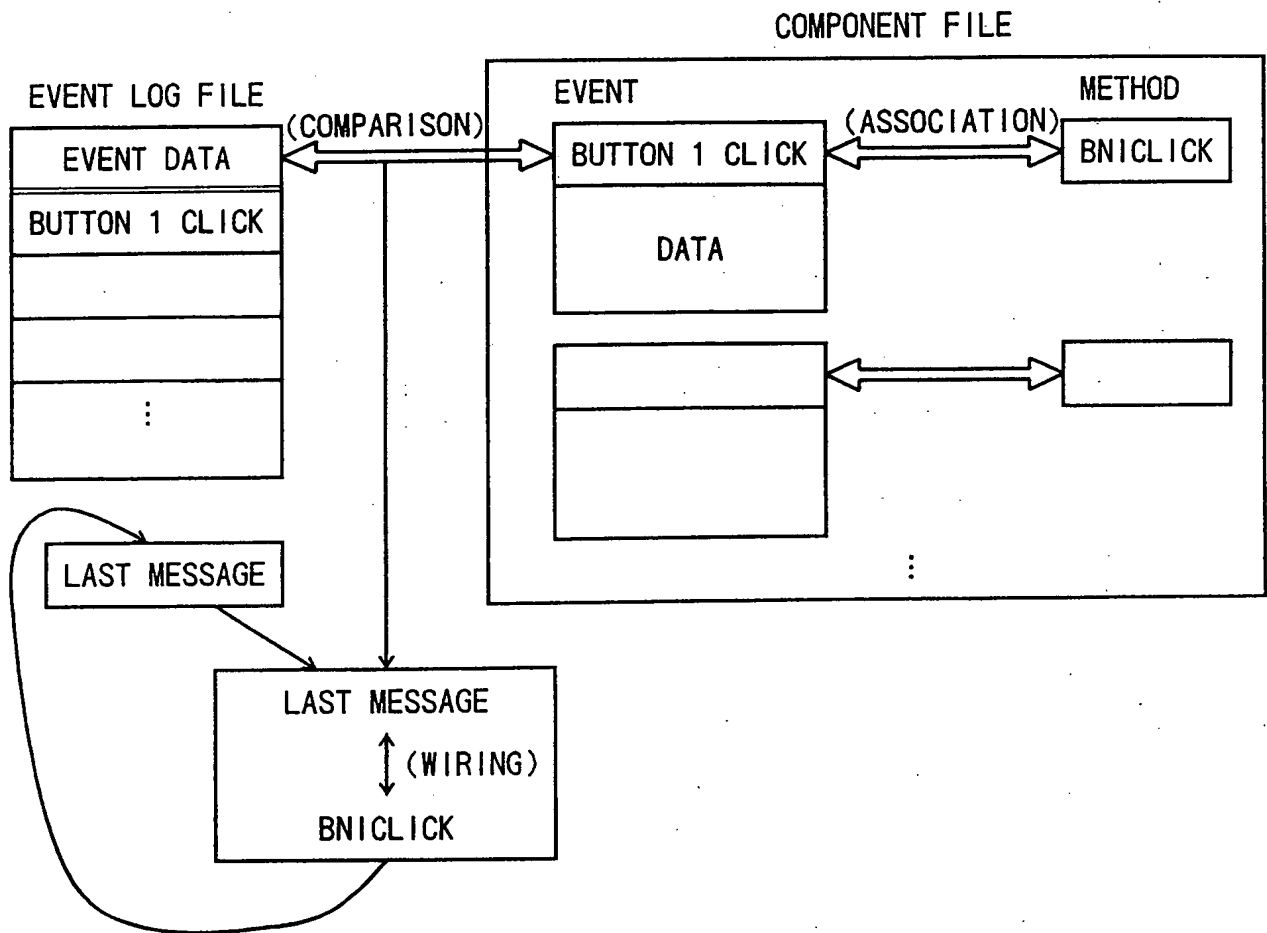 COMPONENT FILE
EVENT LOG FILE
EVENT
METHOD
(COMPARISON)
(ASSOCIATION)
EVENT DATA
BUTTON 1 CLICK
BNICLICK
BUTTON 1 CLICK
DATA
LAST MESSAGE
LAST MESSAGE
(WIRING)
BNICLICK